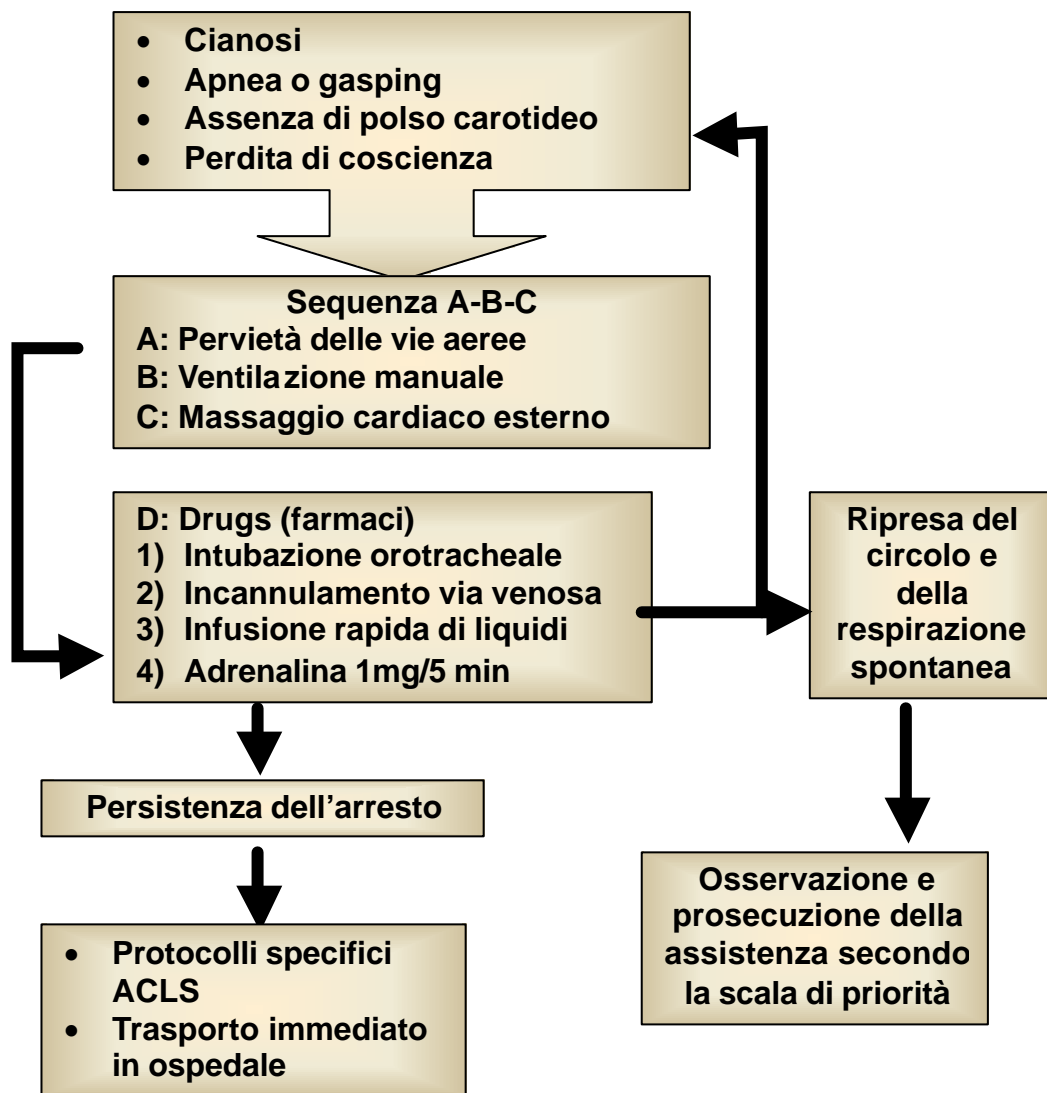 • Cianosi
• Apnea o gasping
• Assenza di polso carotideo
• Perdita di coscienza
Sequenza A-B-C
A: Pervietà delle vie aeree
B: Ventilazione manuale
C: Massaggio cardiaco esterno
D: Drugs (farmaci)
1) Intubazione orotracheale
2) Incannulamento via venosa
3) Infusione rapida di liquidi
4) Adrenalina 1mg/5 min
Ripresa del
circolo e
della
respirazione
spontanea
Persistenza dell’arresto
• Protocolli specifici
ACLS
• Trasporto immediato
in ospedale
Osservazione e
prosecuzione della
assistenza secondo
la scala di priorità